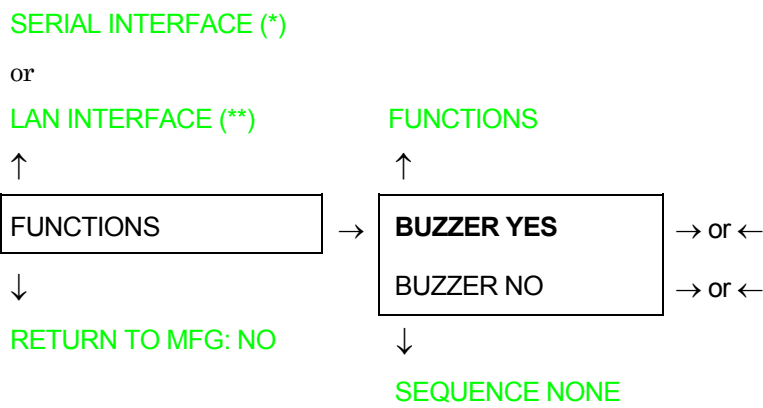 SERIAL INTERFACE (*)
or
LAN INTERFACE (**) FUNCTIONS
↑ ↑
FUNCTIONS → BUZZER YES → or ←
↓ BUZZER NO → or ←
RETURN TO MFG: NO ↓
SEQUENCE NONE